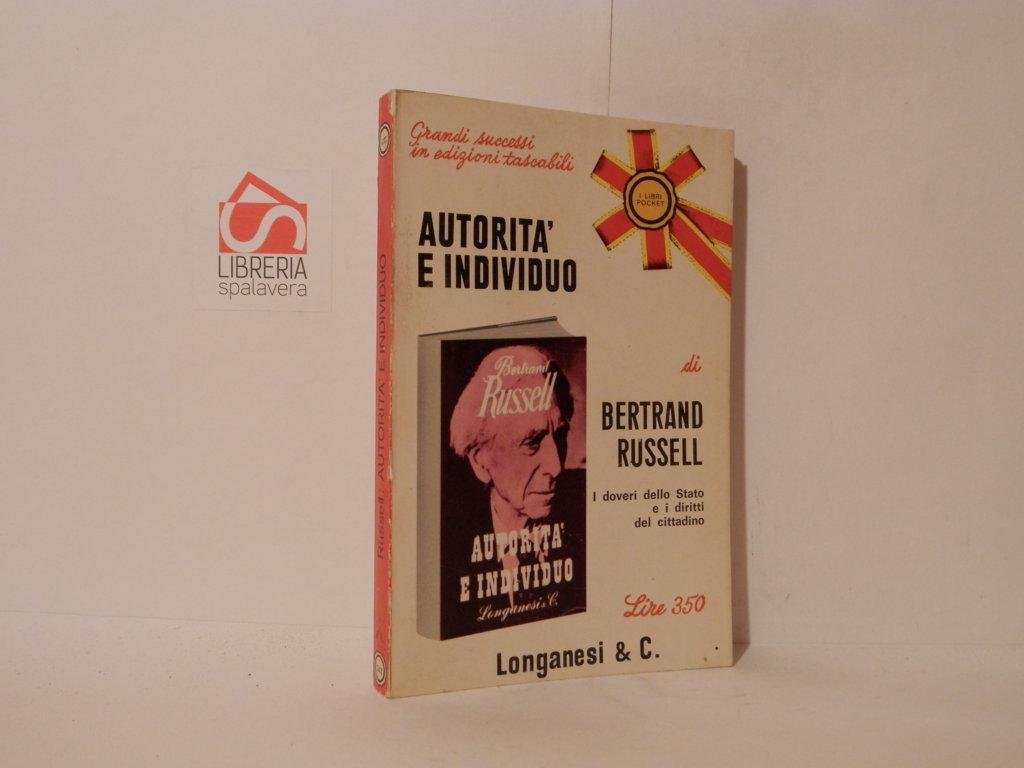 LIBRERIA
spalavera
Russell: AUTORITA' E INDIVIDUO
Grandi successi
in edizioni tascabili
I LIBRI
POCKET
AUTORITA'
E INDIVIDUO
di
BERTRAND
RUSSELL
I doveri dello Stato
e i diritti
del cittadino
Bertrand
Russell
AUTORITA'
E INDIVIDUO
Longanesi & C.
Lire 350
Longanesi & C.